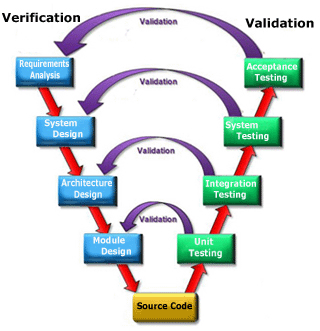 Verification
Validation
Validation
Requirements
Analysis
Acceptance
Testing
Validation
System
Design
System
Testing
Validation
Architecture
Design
Integration
Testing
Validation
Module
Design
Unit
Testing
Source Code